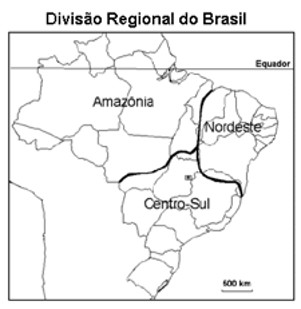 Divisão Regional do Brasil
Equador
Amazônia
Nordeste
Centro-Sul
500 km